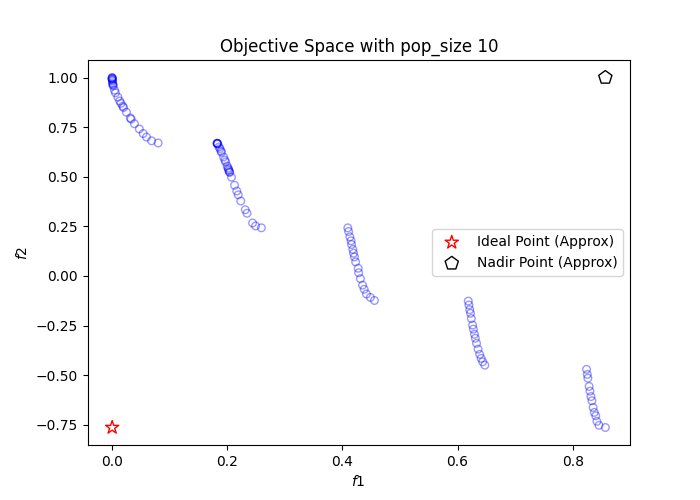 Objective Space with pop_size 10
1.00
0.75
0.50
0.25
0.00
−0.25
−0.50
−0.75
f2
Ideal Point (Approx)
Nadir Point (Approx)
0.0 0.2 0.4 0.6 0.8
f1